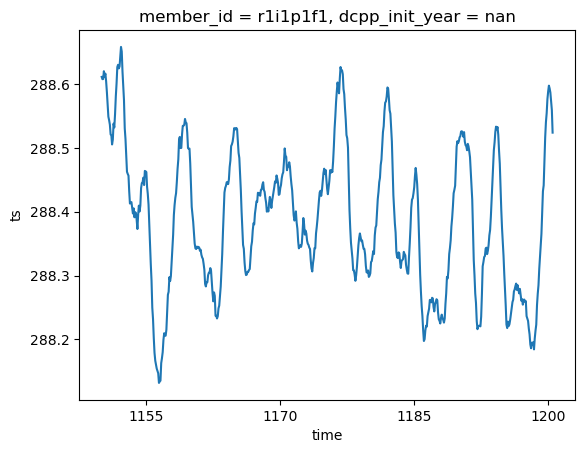 member_id = r1i1p1f1, dcpp_init_year = nan
288.6
288.5
288.4
288.3
288.2
ts
1155 1170 1185 1200
time